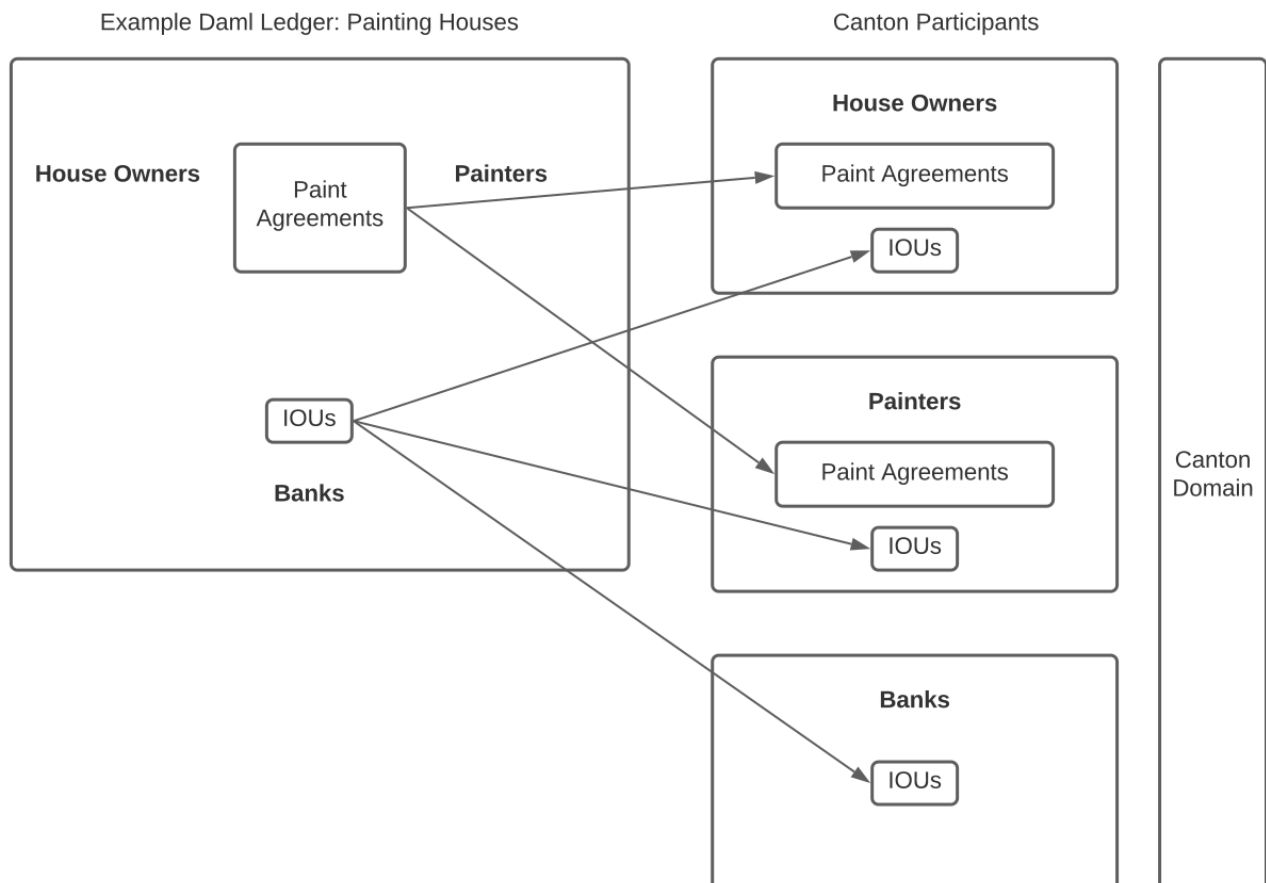 Example Daml Ledger: Painting Houses
House Owners
Paint
Agreements
Painters
IOUs
Banks
Canton Participants
House Owners
Paint Agreements
IOUs
Painters
Paint Agreements
IOUs
Banks
IOUs
Canton
Domain